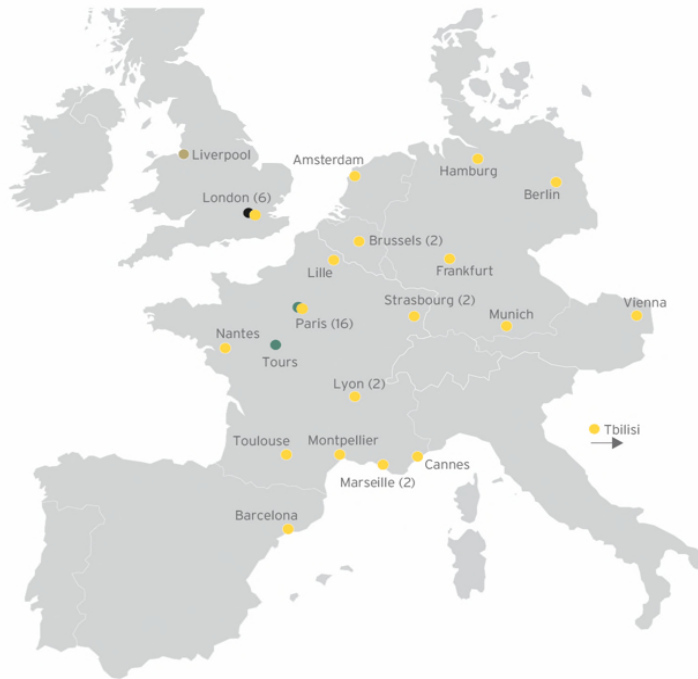 Liverpool
Amsterdam
Hamburg
Berlin
London (6)
Brussels (2)
Lille
Frankfurt
Strasbourg (2)
Vienna
Paris (16)
Munich
Nantes
Tours
Lyon (2)
Tbilisi
Toulouse
Montpellier
Cannes
Marseille (2)
Barcelona